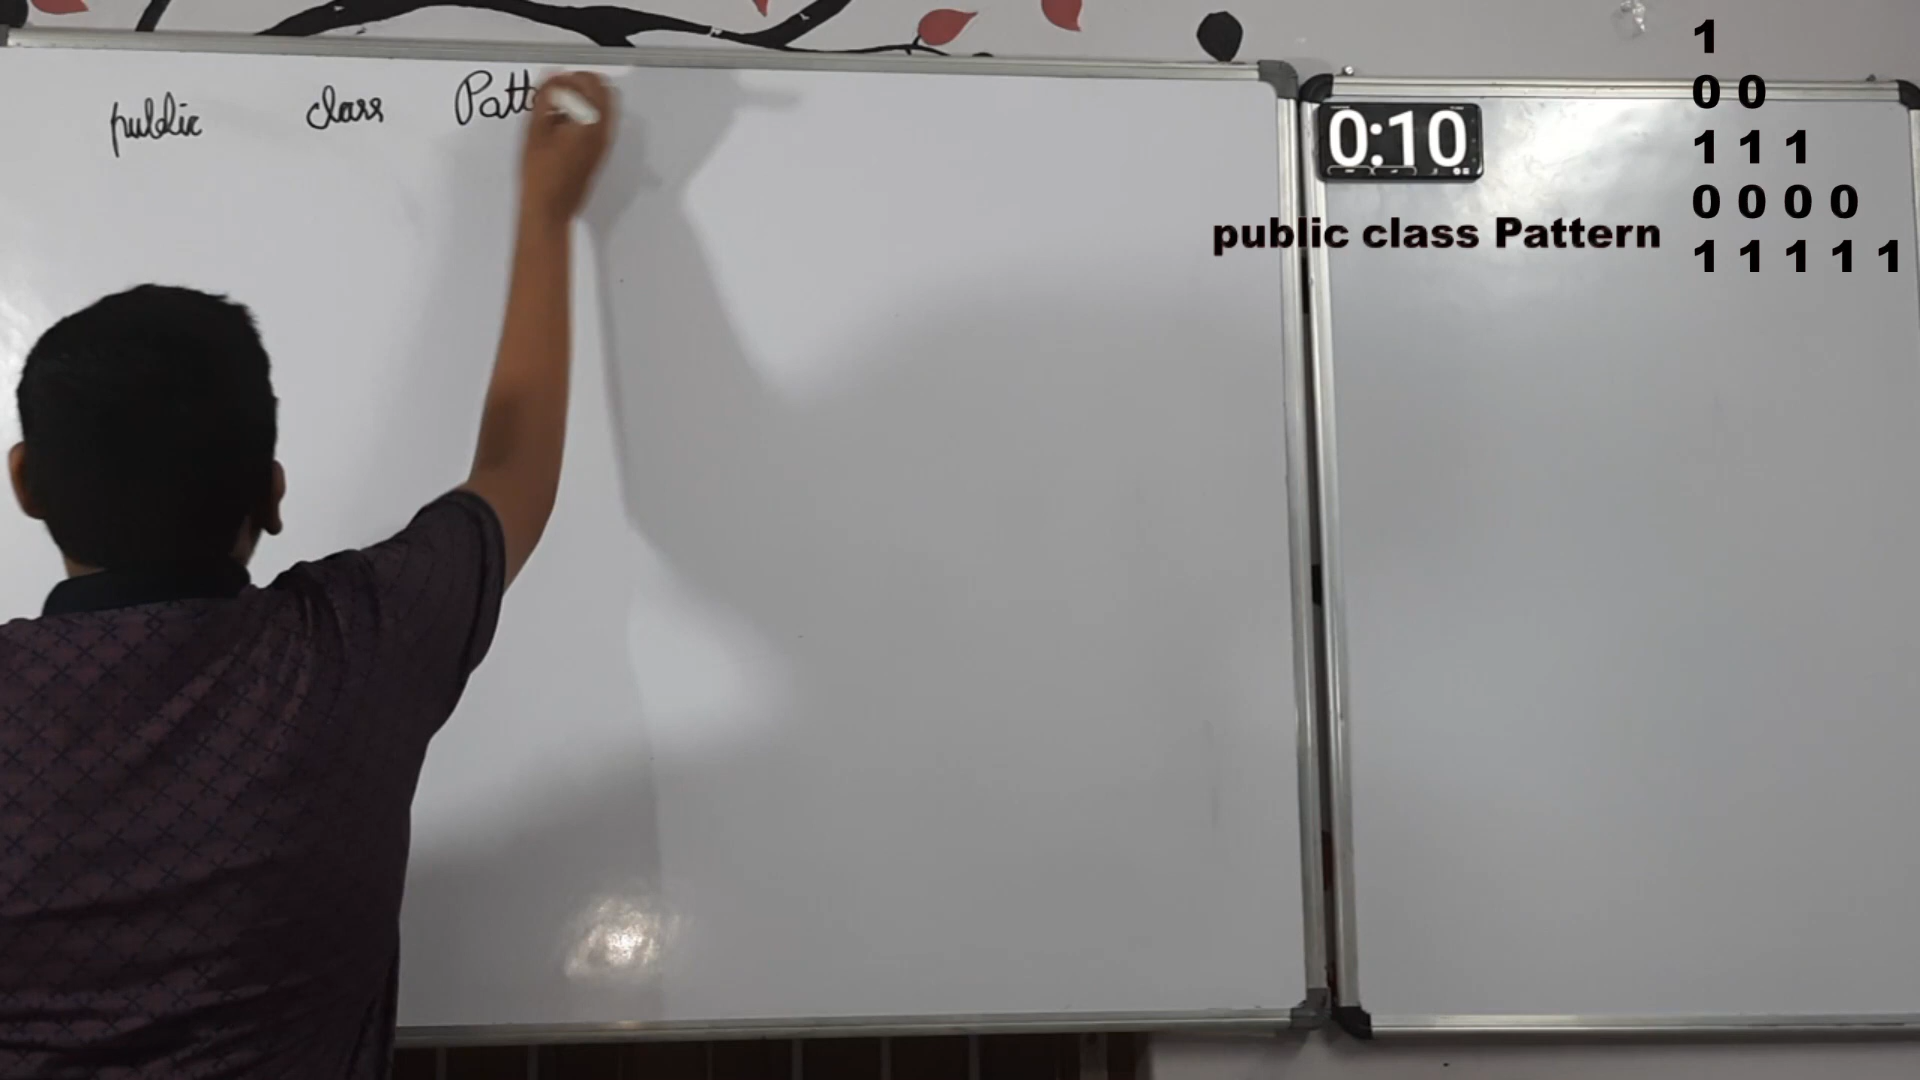 public class Patt
0:10
1
0 0
1 1 1
0 0 0 0
1 1 1 1 1
public class Pattern